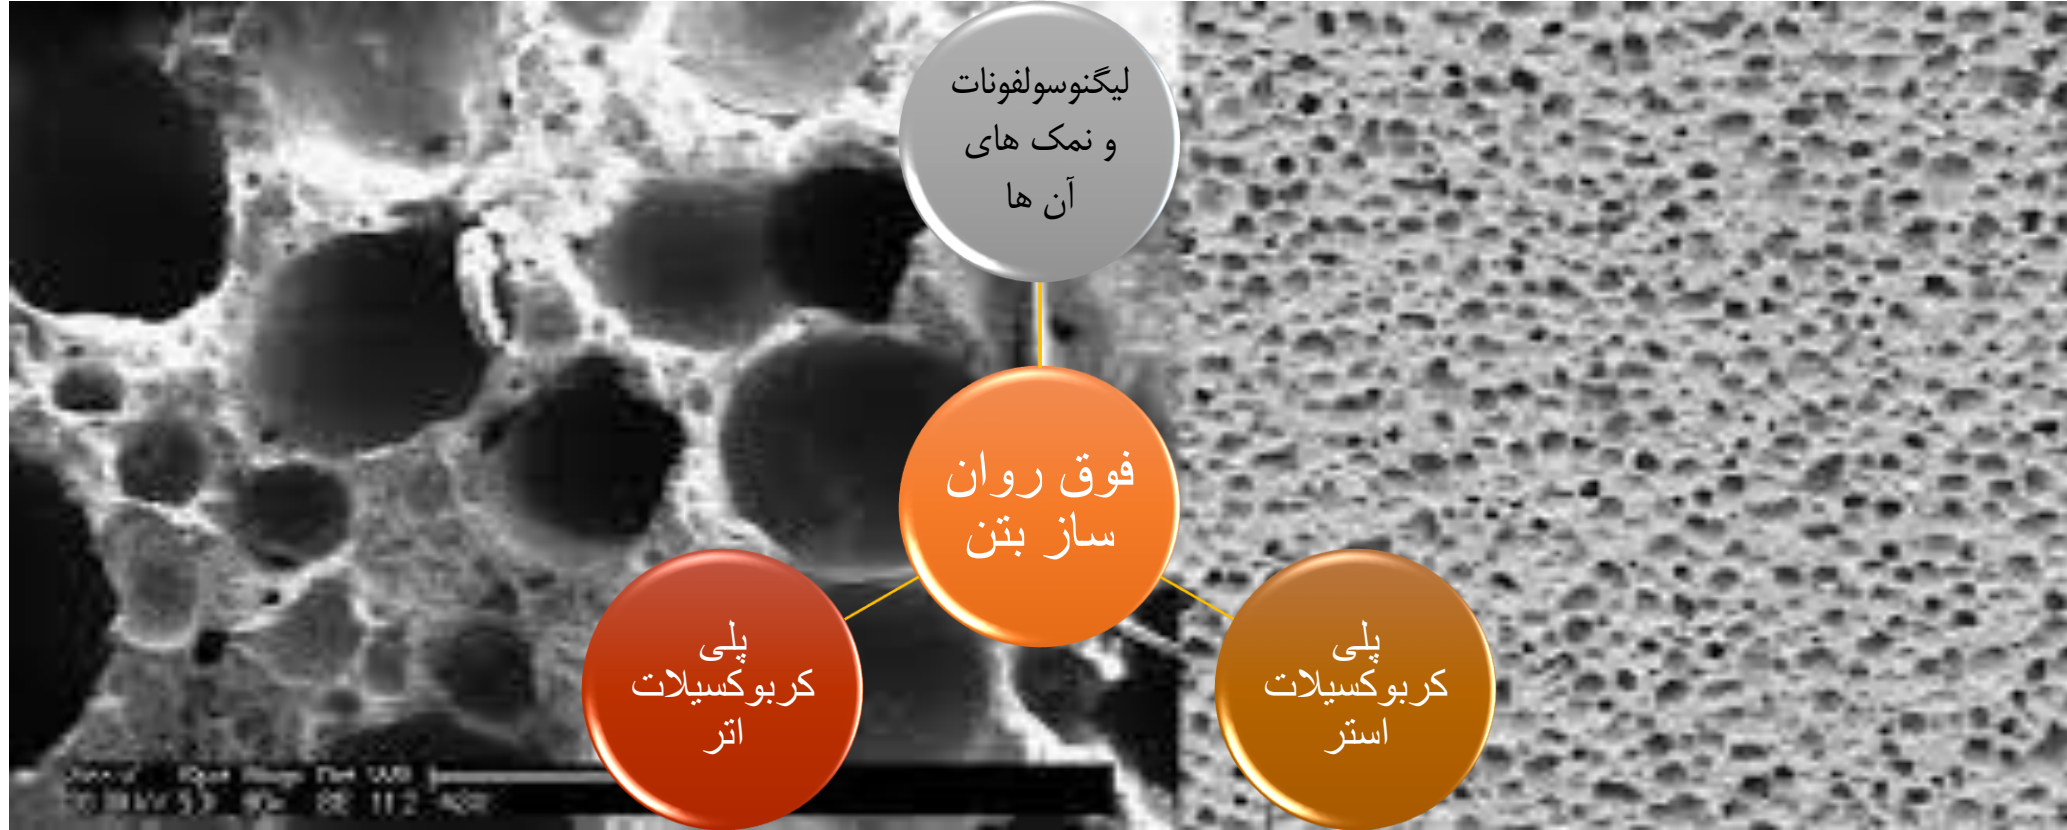 لیگنوسولفونات
و نمک های
آن ها
فوق روان
ساز بتن
پلی
کربوکسیلات
اتر
پلی
کربوکسیلات
استر